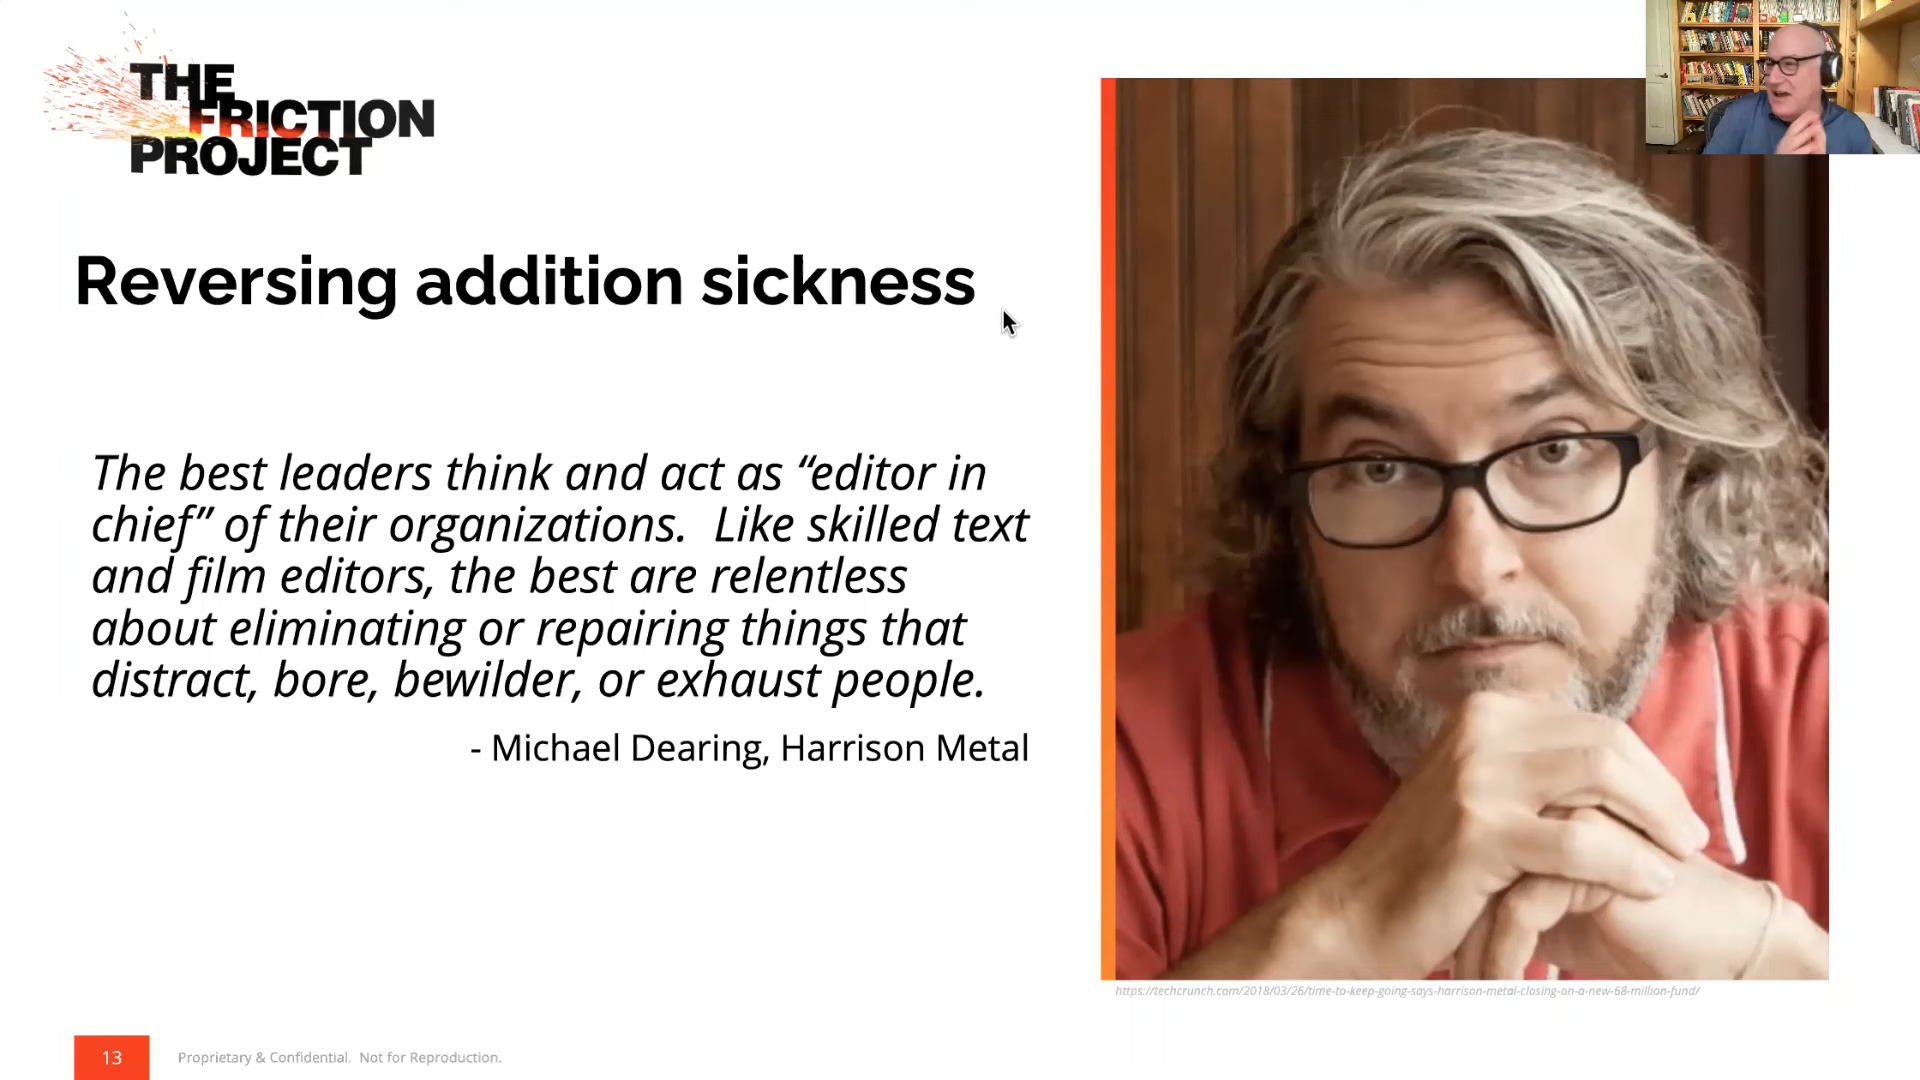 THE
FRICTION
PROJECT
Reversing addition sickness
The best leaders think and act as “editor in
chief” of their organizations.  Like skilled text
and film editors, the best are relentless
about eliminating or repairing things that
distract, bore, bewilder, or exhaust people.
- Michael Dearing, Harrison Metal
https://techcrunch.com/2018/03/26/time-to-keep-going-says-harrison-metal-closing-on-a-new-68-million-fund/
13
Proprietary & Confidential.  Not for Reproduction.